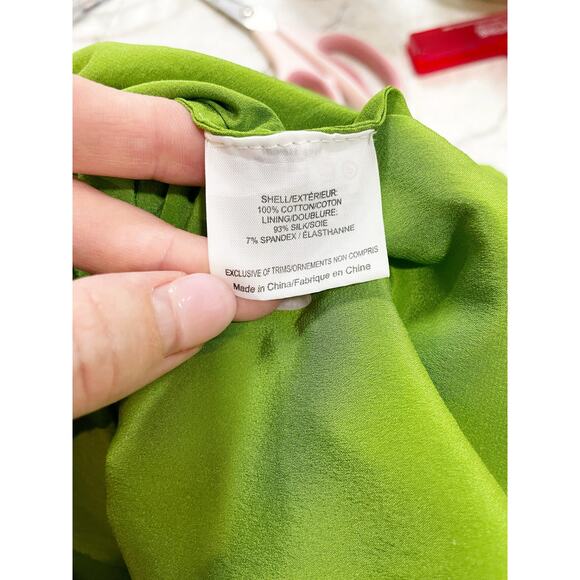 SHELL/EXTÉRIEUR:
100% COTTON/COTON
LINING/DOUBLURE:
93% SILK/SOIE
7% SPANDEX / ÉLASTHANNE
EXCLUSIVE OF TRIMS/ORNEMENTS NON COMPRIS
Made in China/Fabrique en Chine